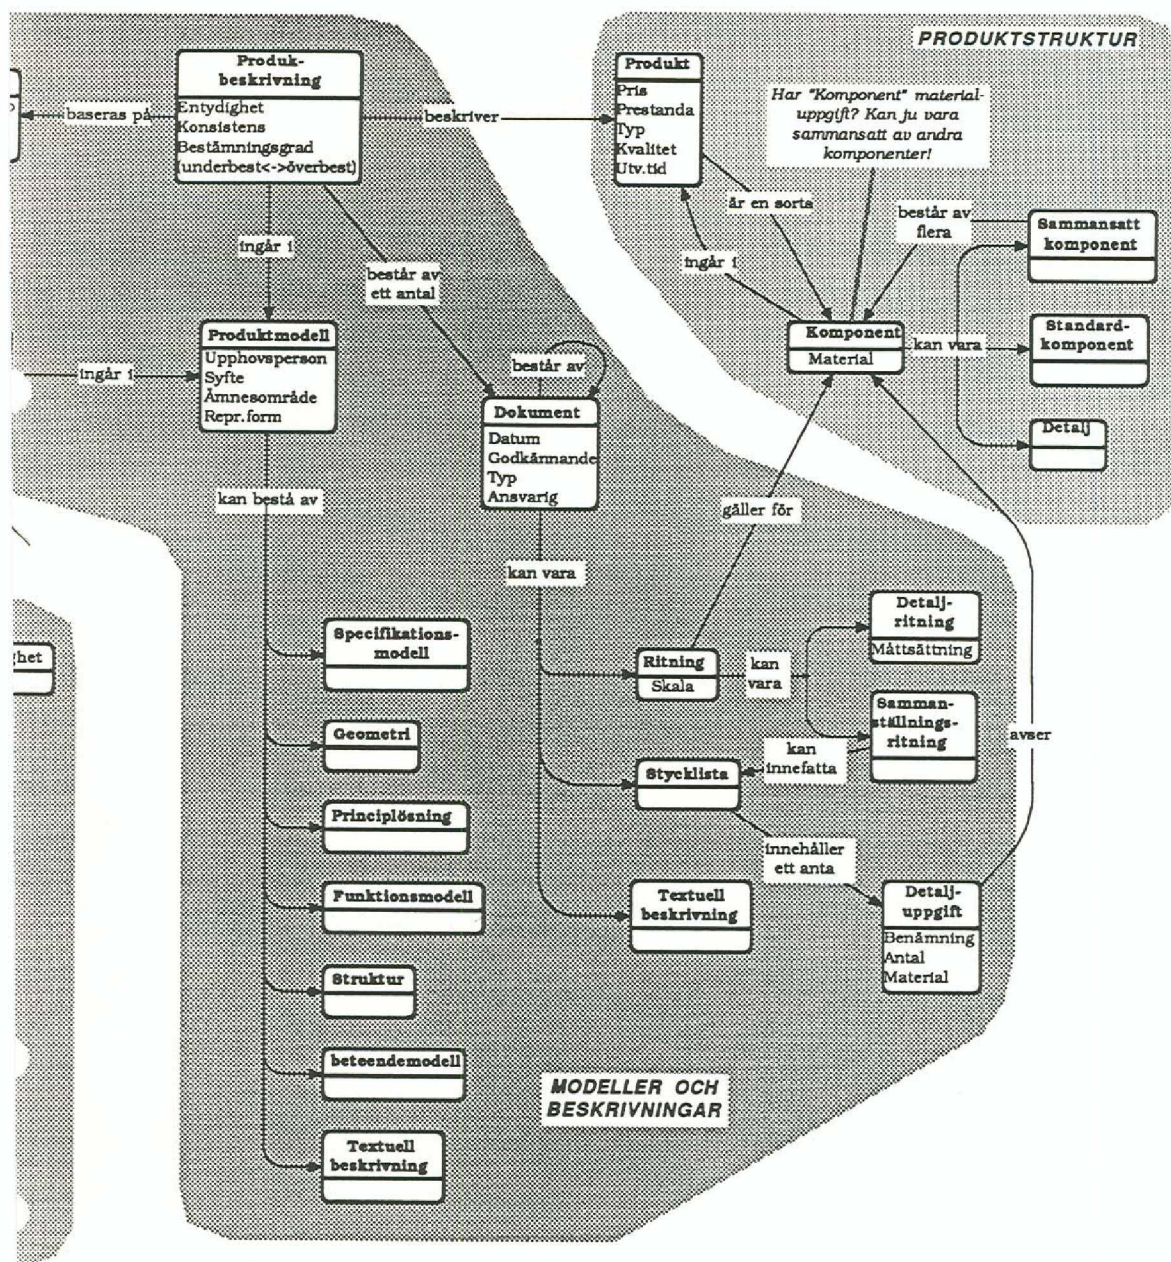 PRODUKTSTRUKTUR
Produk-
beskrivning
Entydighet
Konsistens
Bestämningsgrad
(underbest<->överbest)
baseras på
beskriver
Produkt
Pris
Prestanda
Typ
Kvalitet
Utv.tid
Har "Komponent" material-
uppgift? Kan ju vara
sammansatt av andra
komponenter!
är en sorta
ingår i
består av
flera
Sammansatt
komponent
Komponent
Material
kan vara
Standard-
komponent
Detalj
ingår i
består av
ett antal
Produktmodell
Upphovsperson
Syfte
Ämnesområde
Repr.form
ingår i
består av
Dokument
Datum
Godkännande
Typ
Ansvarig
kan bestå av
kan vara
gäller för
Specifikations-
modell
Geometri
Principlösning
Funktionsmodell
Struktur
beteendemodell
Textuell
beskrivning
Ritning
Skala
kan
vara
Detalj-
ritning
Måttsättning
Samman-
ställnings-
ritning
kan
innefatta
avser
Stycklista
innehåller
ett anta
Textuell
beskrivning
Detalj-
uppgift
Benämning
Antal
Material
ghet
MODELLER OCH
BESKRIVNINGAR